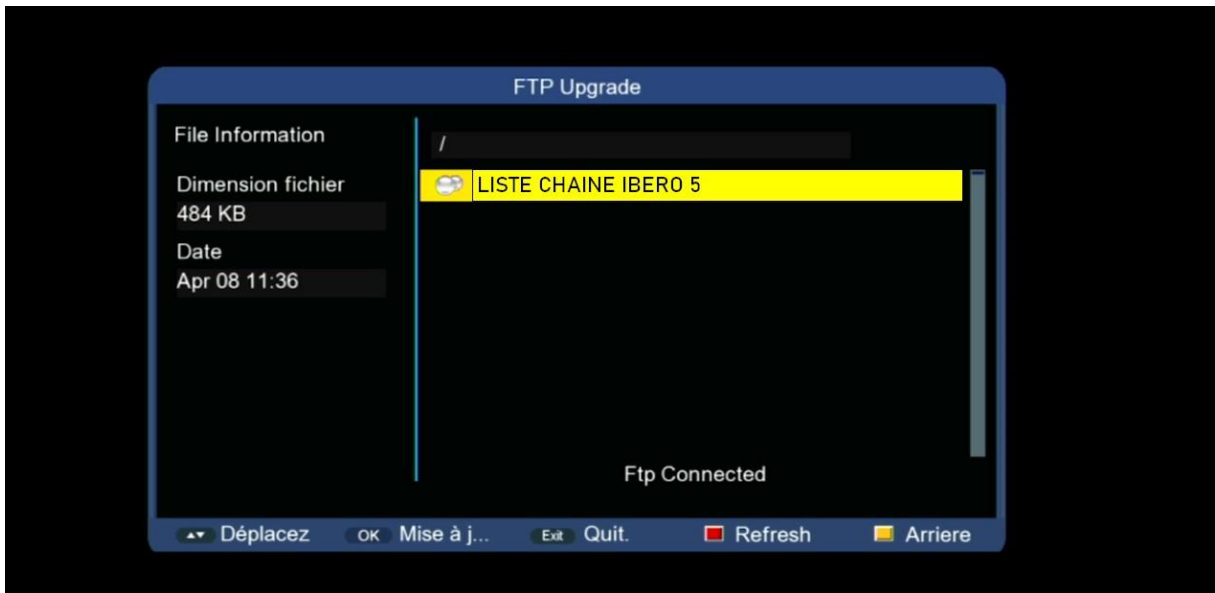 FTP Upgrade
File Information
/
Dimension fichier
LISTE CHAINE IBERO 5
484 KB
Date
Apr 08 11:36
Ftp Connected
Déplacez OK Mise à j... Exit Quit. Refresh Arriere